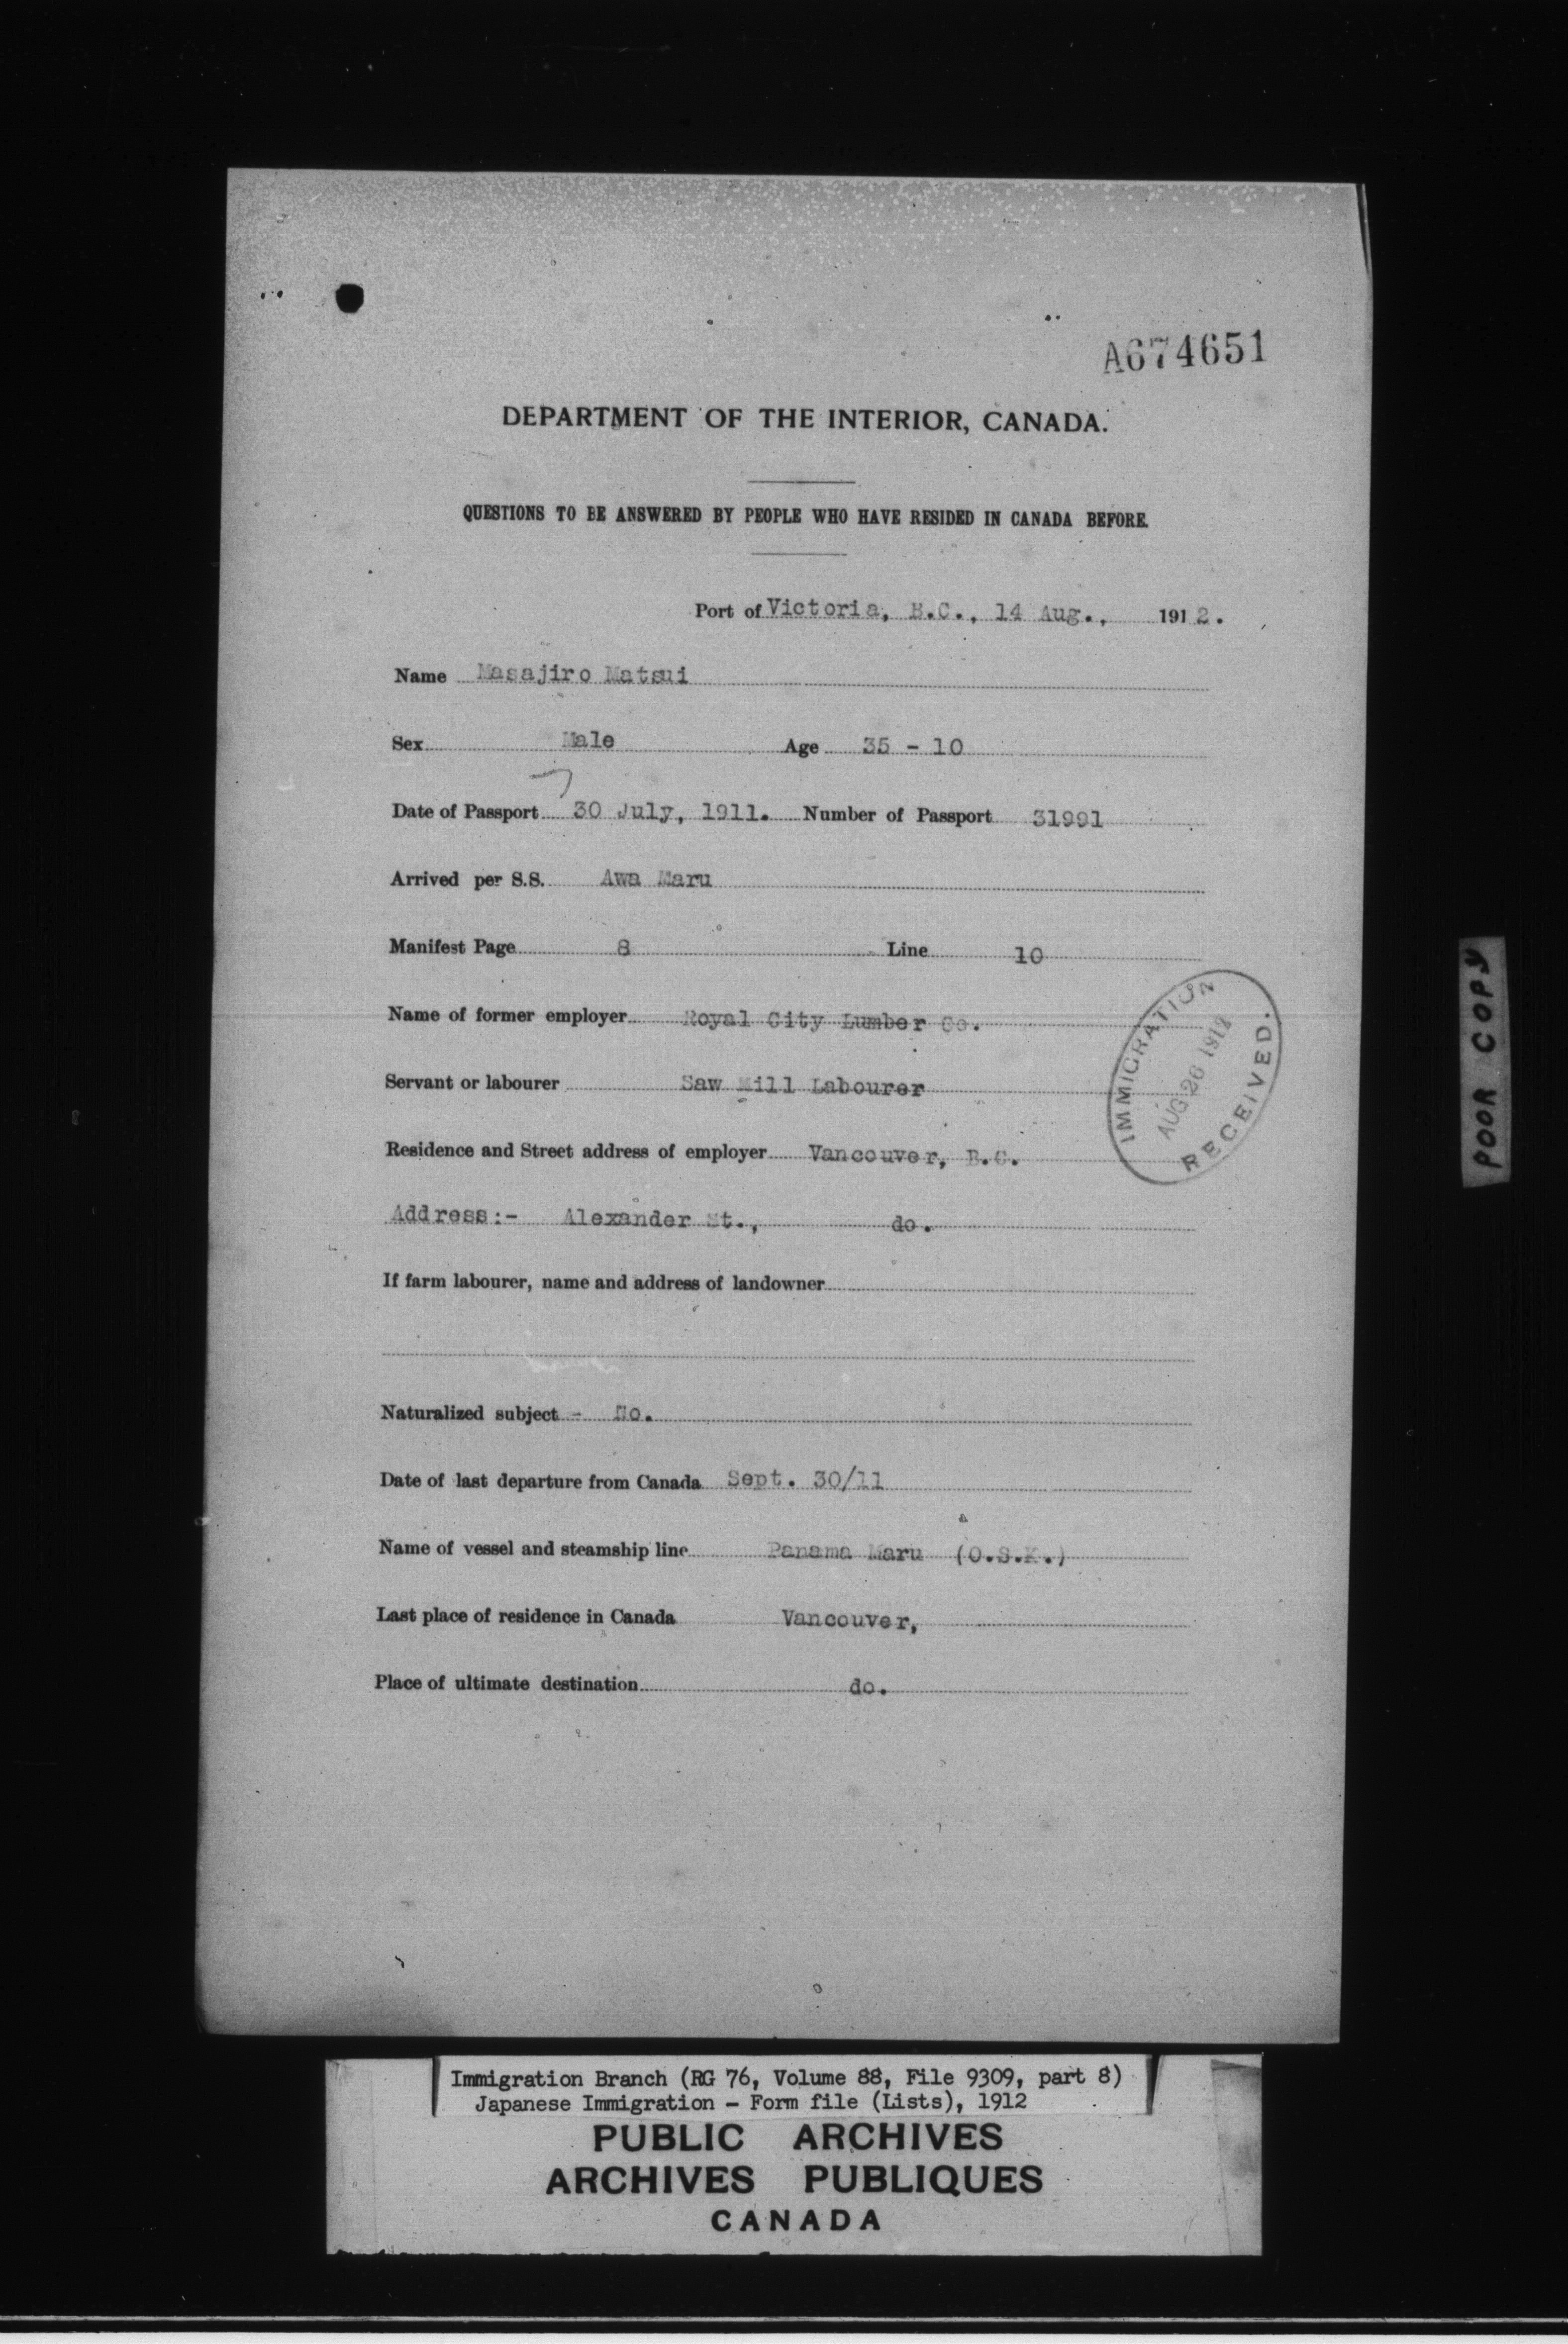 A674651
DEPARTMENT OF THE INTERIOR, CANADA.
QUESTIONS TO BE ANSWERED BY PEOPLE WHO HAVE RESIDED IN CANADA BEFORE.
Port of Victoria, B.C., 14 Aug., 1912.
Name Masajiro Matsui
Sex Male Age 35 - 10
Date of Passport 30 July, 1911. Number of Passport 31991
Arrived per S.S. Awa Maru
Manifest Page 8 Line 10
Name of former employer Royal City Lumber Co.
Servant or labourer Saw Mill Labourer
Residence and Street address of employer Vancouver, B.C.
Address:- Alexander St., do.
If farm labourer, name and address of landowner
Naturalized subject - No.
Date of last departure from Canada Sept. 30/11
Name of vessel and steamship line Panama Maru (O.S.K.)
Last place of residence in Canada Vancouver,
Place of ultimate destination do.
IMMIGRATION
AUG 26 1912
RECEIVED.
POOR COPY
Immigration Branch (RG 76, Volume 88, File 9309, part 8)
Japanese Immigration - Form file (Lists), 1912
PUBLIC ARCHIVES
ARCHIVES PUBLIQUES
CANADA